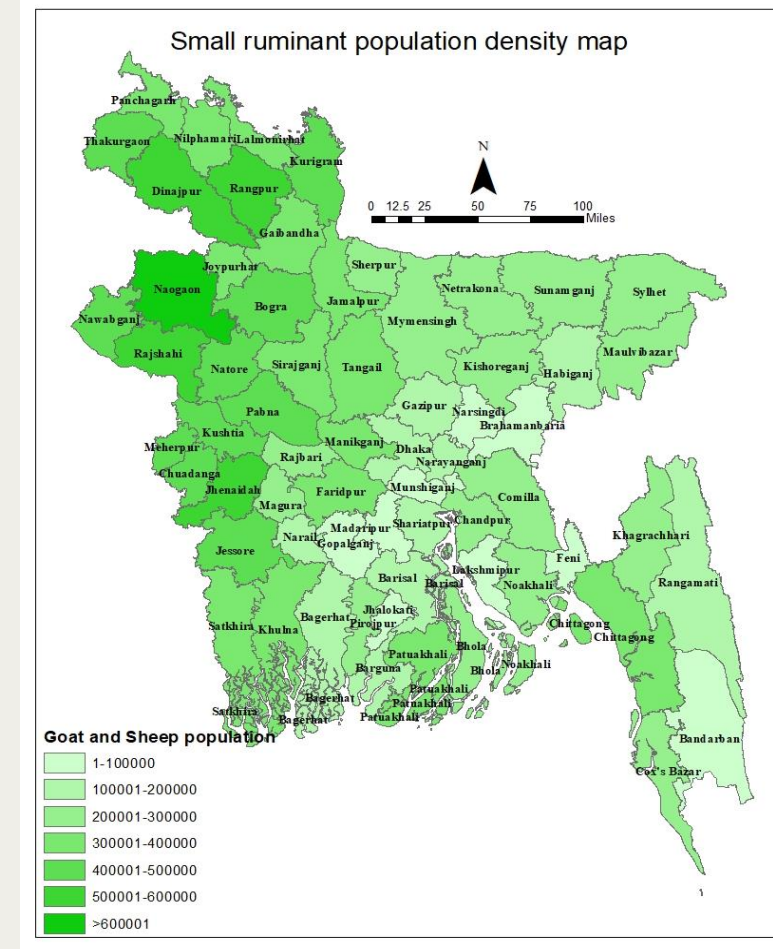 Small ruminant population density map
Panchagarh
Thakurgaon
Nilphamari
Lalmonirhat
Kurigram
Dinajpur
Rangpur
Gaibandha
N
0 12.5 25 50 75 100
Miles
Joypurhat
Naogaon
Bogra
Nawabganj
Rajshahi
Natore
Sirajganj
Sherpur
Jamalpur
Mymensingh
Netrakona
Sunamganj
Sylhet
Tangail
Kishoreganj
Habiganj
Maulvibazar
Pabna
Gazipur
Narsingdi
Brahamanbaria
Kushtia
Meherpur
Chuadanga
Jhenaidah
Rajbari
Manikganj
Dhaka
Narayanganj
Magura
Faridpur
Munshiganj
Comilla
Narail
Madaripur
Gopalganj
Shariatpur
Chandpur
Jessore
Lakshmipur
Noakhali
Feni
Khagrachhari
Rangamati
Barisal
Barisal
Bagerhat
Jhalokati
Pirojpur
Satkhira
Khulna
Chittagong
Chittagong
Patuakhali
Bhola
Bhola
Noakhali
Barguna
Patuakhali
Patuakhali
Patuakhali
Bagerhat
Bagerhat
Satkhira
Bandarban
Cox's Bazar
Goat and Sheep population
1-100000
100001-200000
200001-300000
300001-400000
400001-500000
500001-600000
>600001